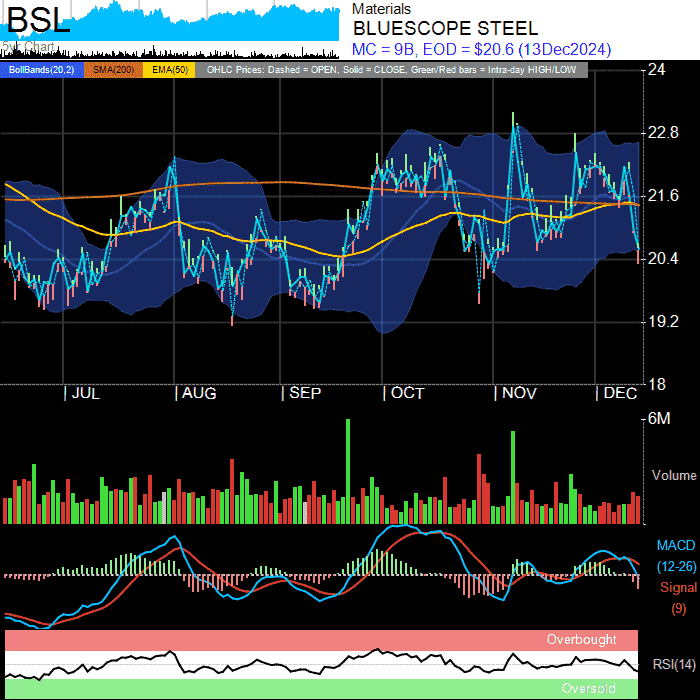 BSL
5yr Chart
Materials
BLUESCOPE STEEL
MC = 9B, EOD = $20.6 (13Dec2024)
BollBands(20,2) SMA(200) EMA(50) OHLC Prices: Dashed = OPEN, Solid = CLOSE, Green/Red bars = Intra-day HIGH/LOW
24
22.8
21.6
20.4
19.2
18
JUL AUG SEP OCT NOV DEC
6M
Volume
MACD
(12-26)
Signal
(9)
Overbought
RSI(14)
Oversold